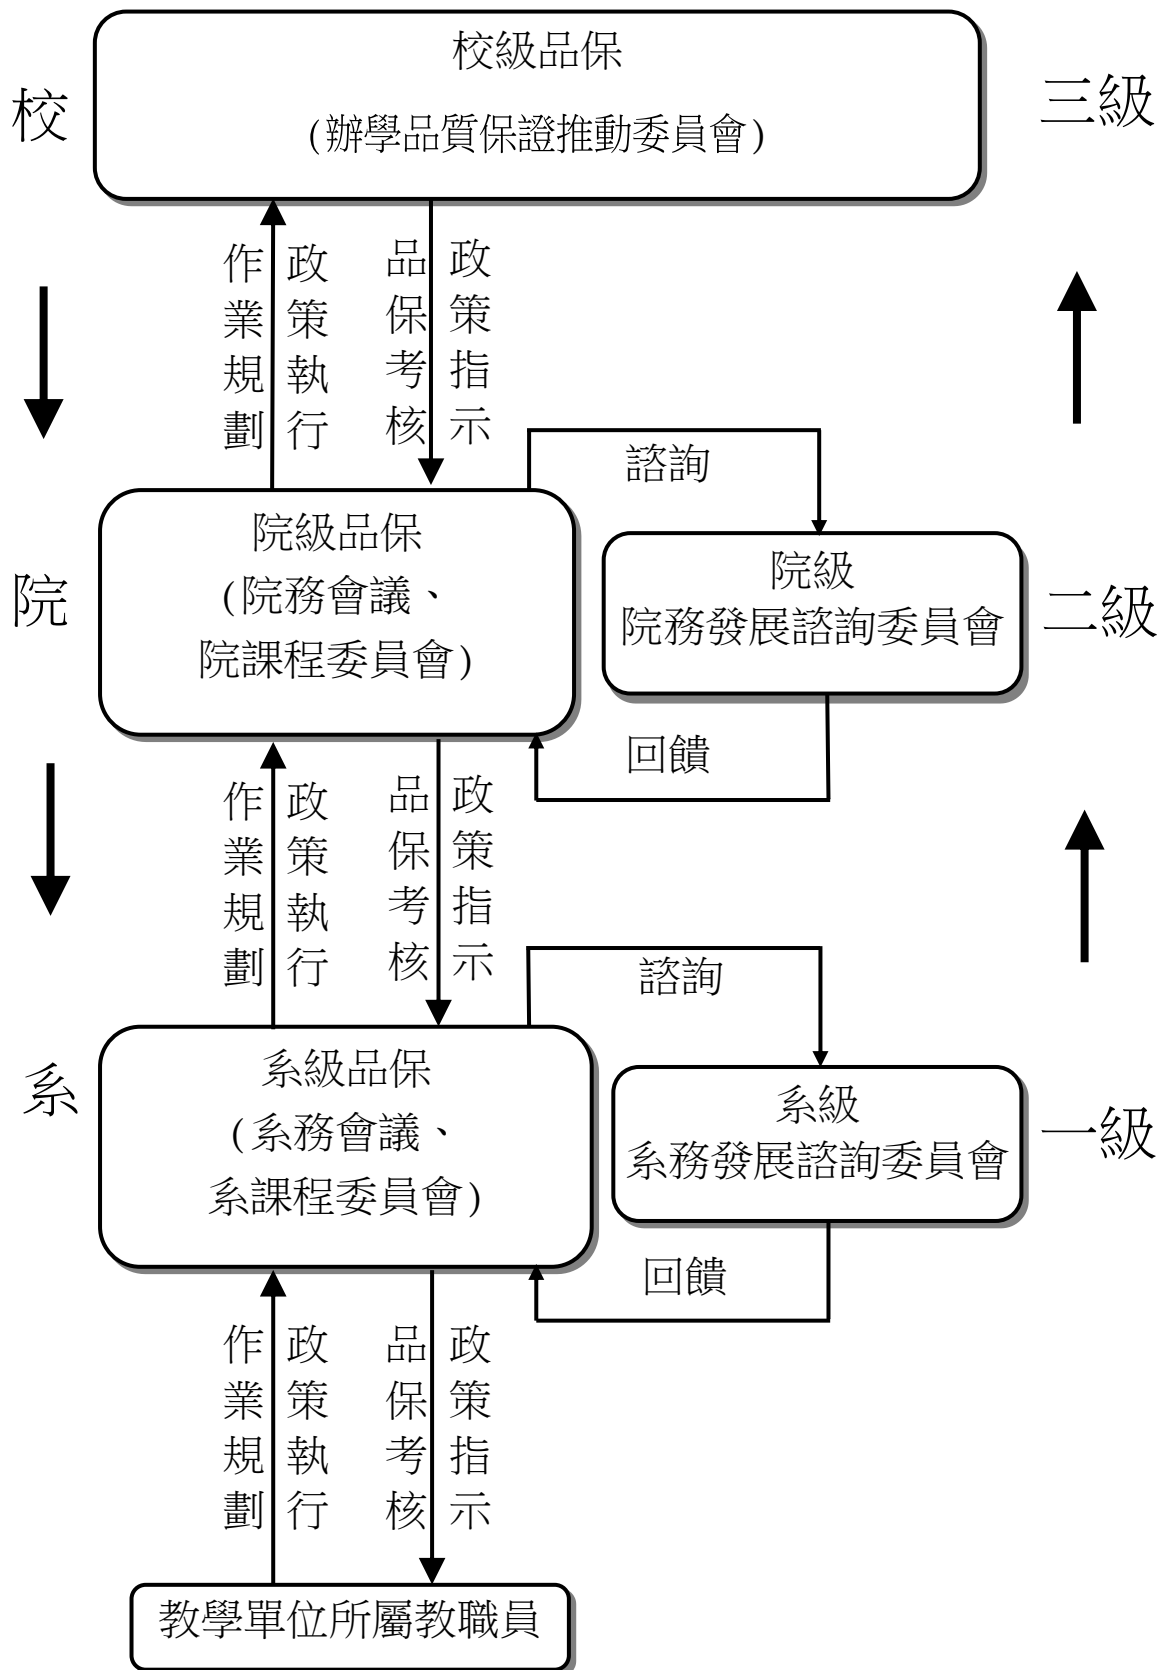 校
校級品保
(辦學品質保證推動委員會)
三級
作業規劃
政策執行
品保考核
政策指示
諮詢
院
院級品保
(院務會議、
院課程委員會)
院級
院務發展諮詢委員會
二級
回饋
作業規劃
政策執行
品保考核
政策指示
諮詢
系
系級品保
(系務會議、
系課程委員會)
系級
系務發展諮詢委員會
一級
回饋
作業規劃
政策執行
品保考核
政策指示
教學單位所屬教職員